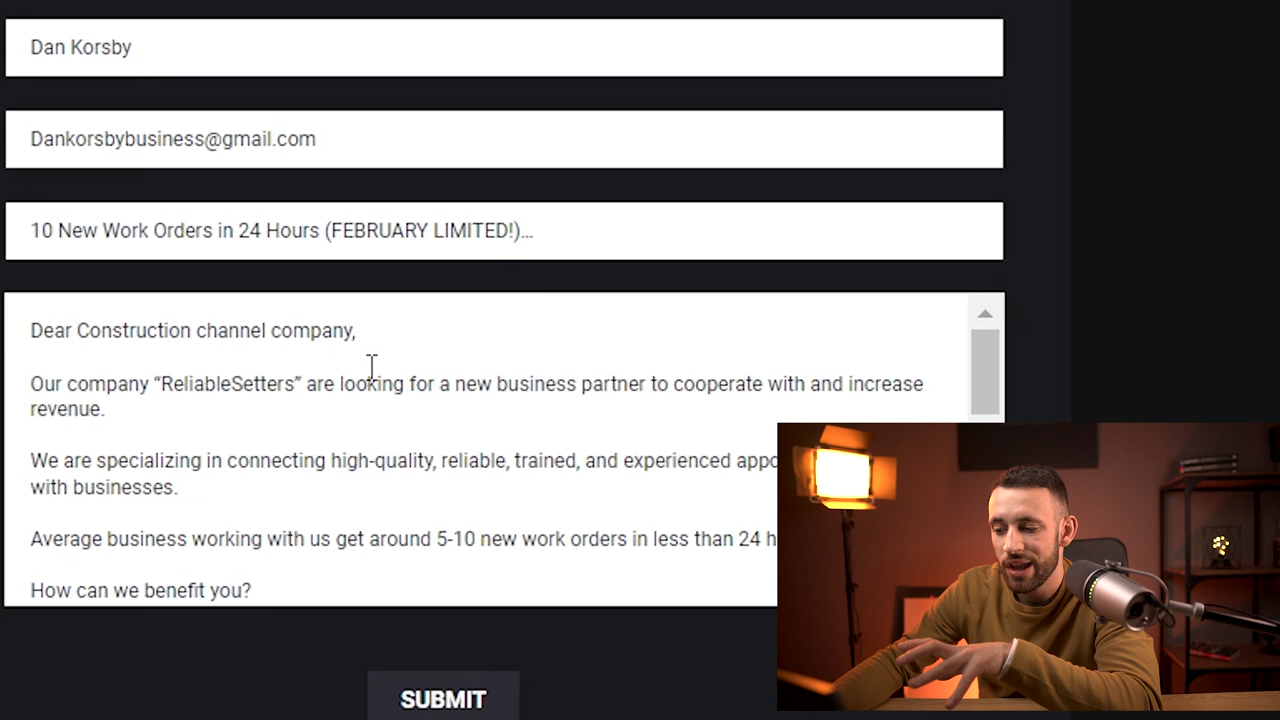 Dan Korsby
Dankorsbybusiness@gmail.com
10 New Work Orders in 24 Hours (FEBRUARY LIMITED!)...
Dear Construction channel company,
Our company “ReliableSetters” are looking for a new business partner to cooperate with and increase
revenue.
We are specializing in connecting high-quality, reliable, trained, and experienced
with businesses.
Average business working with us get around 5-10 new work orders in less than 24
How can we benefit you?
SUBMIT